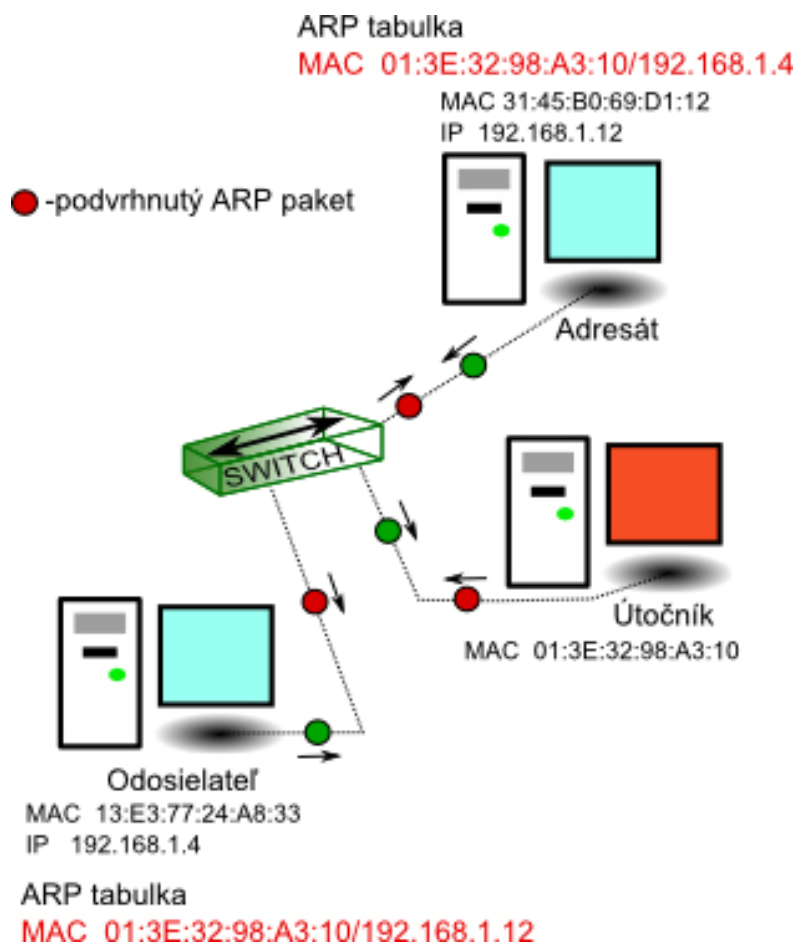 ARP tabulka
MAC 01:3E:32:98:A3:10/192.168.1.4
MAC 31:45:B0:69:D1:12
IP 192.168.1.12
-podvrhnutý ARP paket
Adresát
SWITCH
Útočník
MAC 01:3E:32:98:A3:10
Odosielateľ
MAC 13:E3:77:24:A8:33
IP 192.168.1.4
ARP tabulka
MAC 01:3E:32:98:A3:10/192.168.1.12